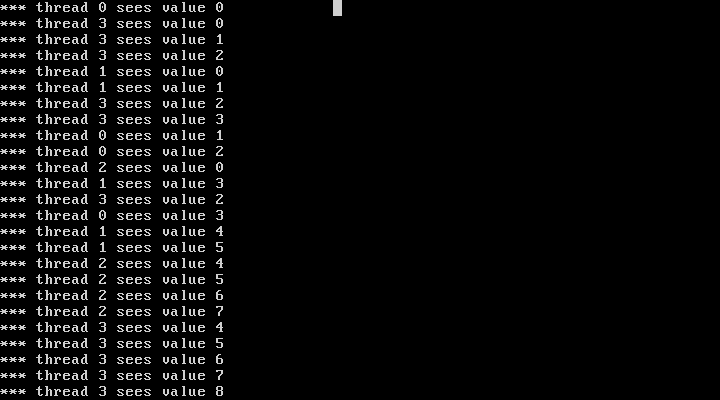 *** thread 0 sees value 0
*** thread 3 sees value 0
*** thread 3 sees value 1
*** thread 3 sees value 2
*** thread 1 sees value 0
*** thread 1 sees value 1
*** thread 3 sees value 2
*** thread 3 sees value 3
*** thread 0 sees value 1
*** thread 0 sees value 2
*** thread 2 sees value 0
*** thread 1 sees value 3
*** thread 3 sees value 2
*** thread 0 sees value 3
*** thread 1 sees value 4
*** thread 1 sees value 5
*** thread 2 sees value 4
*** thread 2 sees value 5
*** thread 2 sees value 6
*** thread 2 sees value 7
*** thread 3 sees value 4
*** thread 3 sees value 5
*** thread 3 sees value 6
*** thread 3 sees value 7
*** thread 3 sees value 8